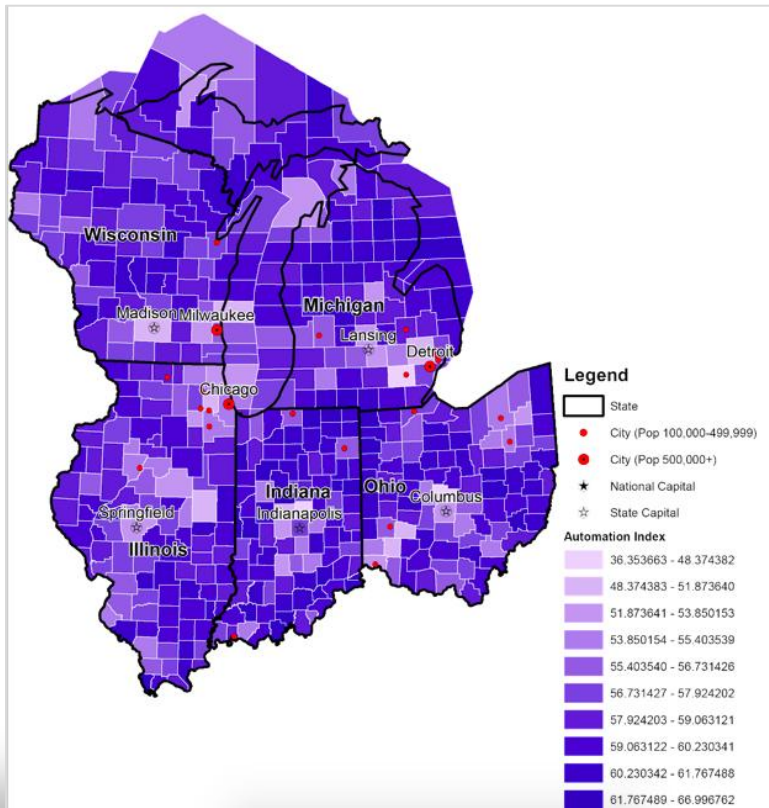 Wisconsin
Madison
Milwaukee
Michigan
Lansing
Detroit
Chicago
Springfield
Illinois
Indiana
Indianapolis
Ohio
Columbus
Legend
State
City (Pop 100,000-499,999)
City (Pop 500,000+)
National Capital
State Capital
Automation Index
36.353663 - 48.374382
48.374383 - 51.873640
51.873641 - 53.850153
53.850154 - 55.403539
55.403540 - 56.731426
56.731427 - 57.924202
57.924203 - 59.063121
59.063122 - 60.230341
60.230342 - 61.767488
61.767489 - 66.996762